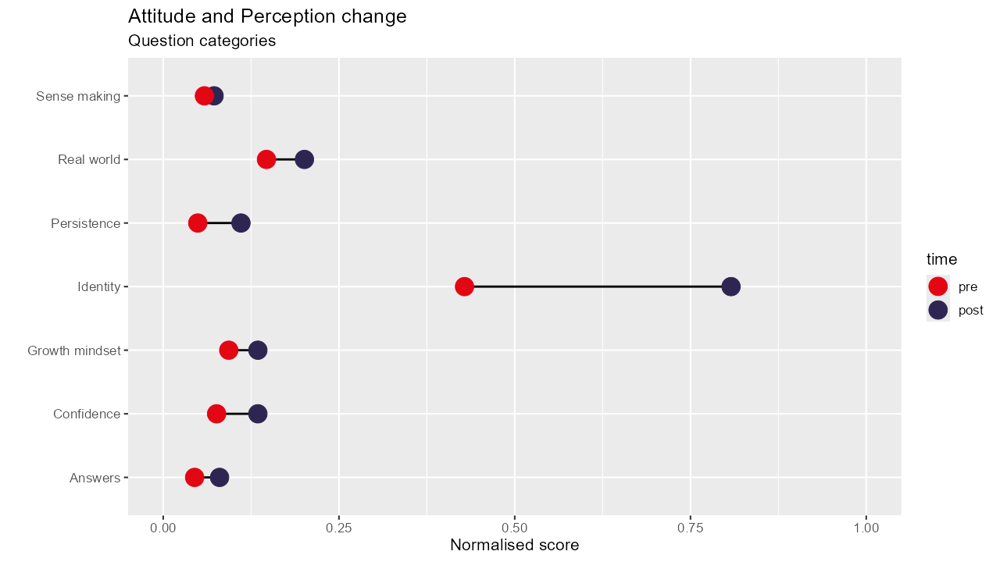 Attitude and Perception change
Question categories
Sense making
Real world
Persistence
Identity
Growth mindset
Confidence
Answers
0.00
0.25
0.50
0.75
1.00
Normalised score
time
pre
post